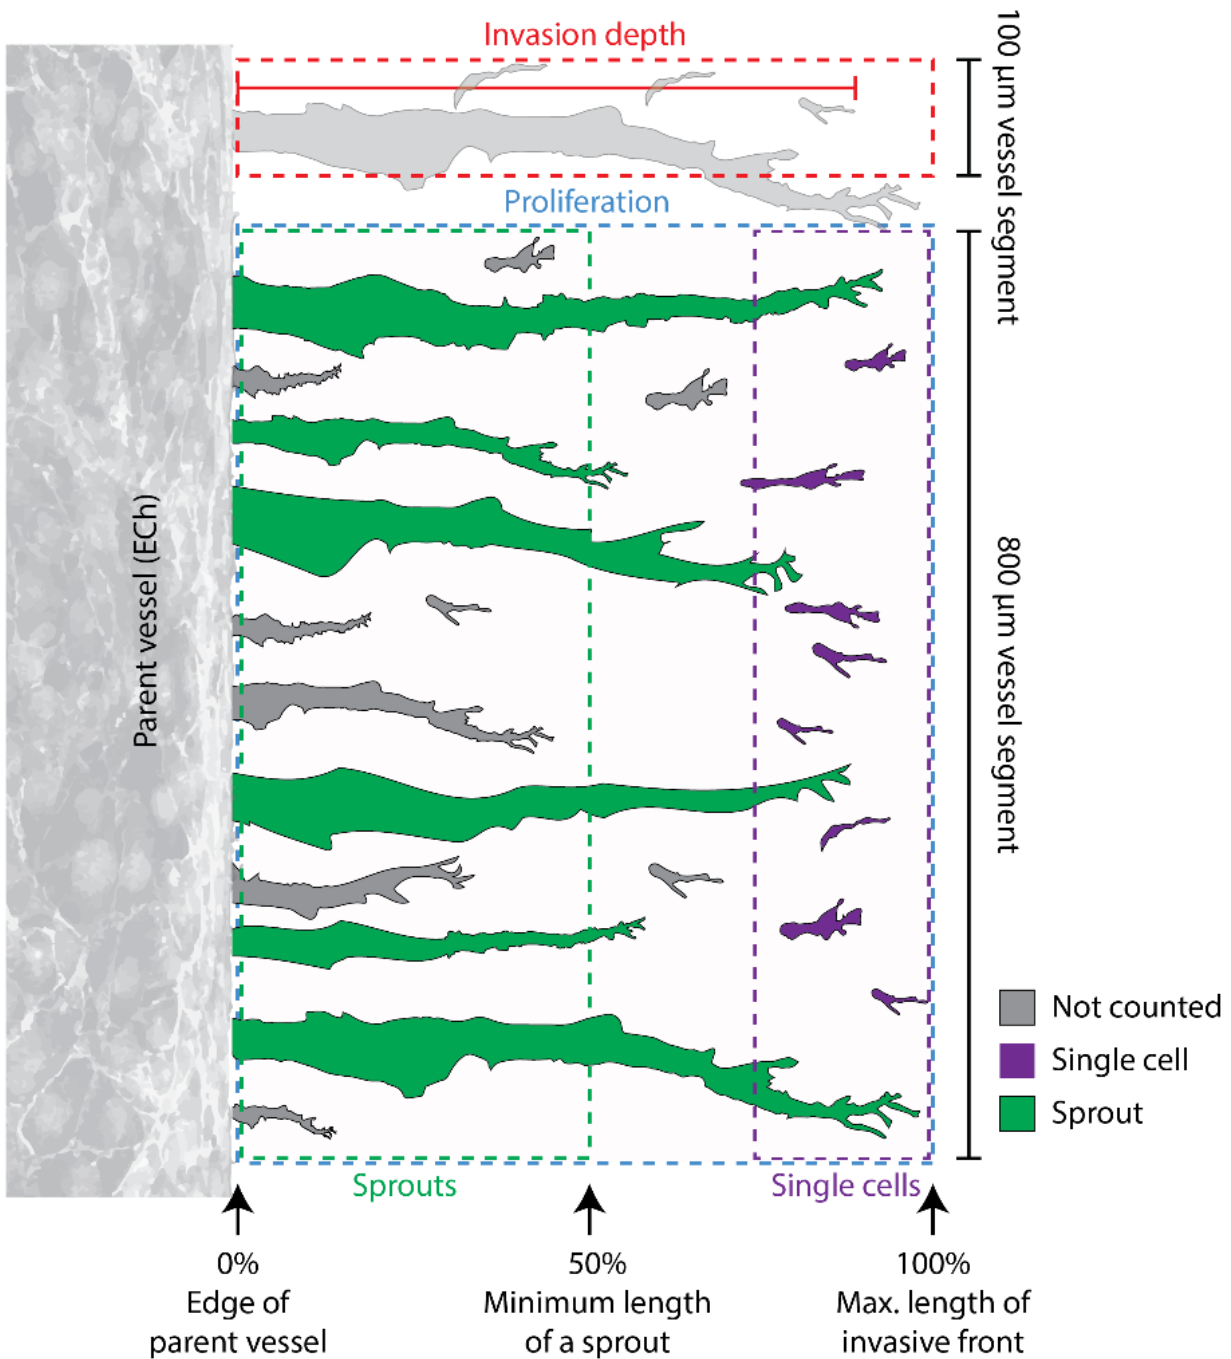 Invasion depth
100 µm vessel segment
Proliferation
Parent vessel (ECh)
800 µm vessel segment
Not counted
Single cell
Sprout
Sprouts
Single cells
0%
Edge of
parent vessel
50%
Minimum length
of a sprout
100%
Max. length of
invasive front